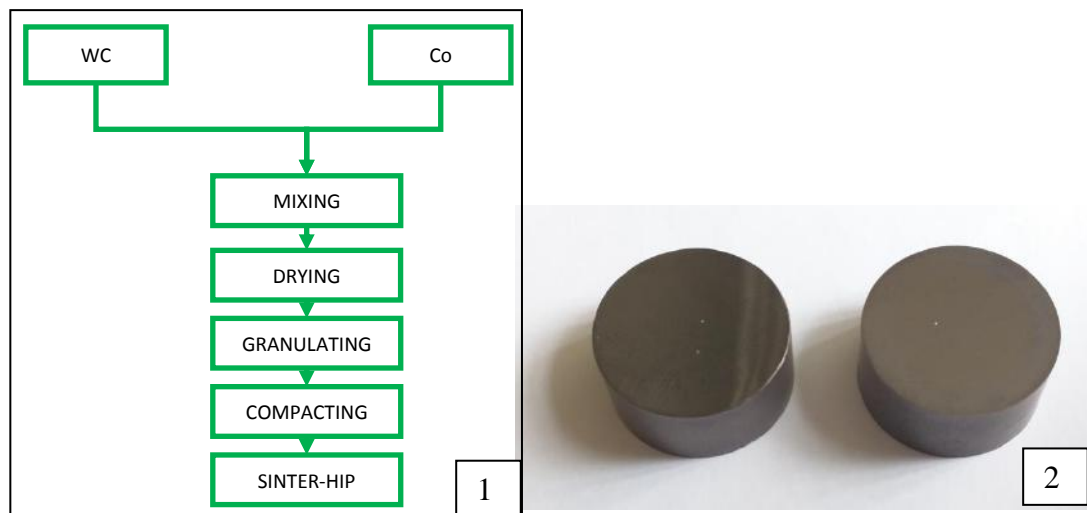 WC
Co
MIXING
DRYING
GRANULATING
COMPACTING
SINTER-HIP
1
2